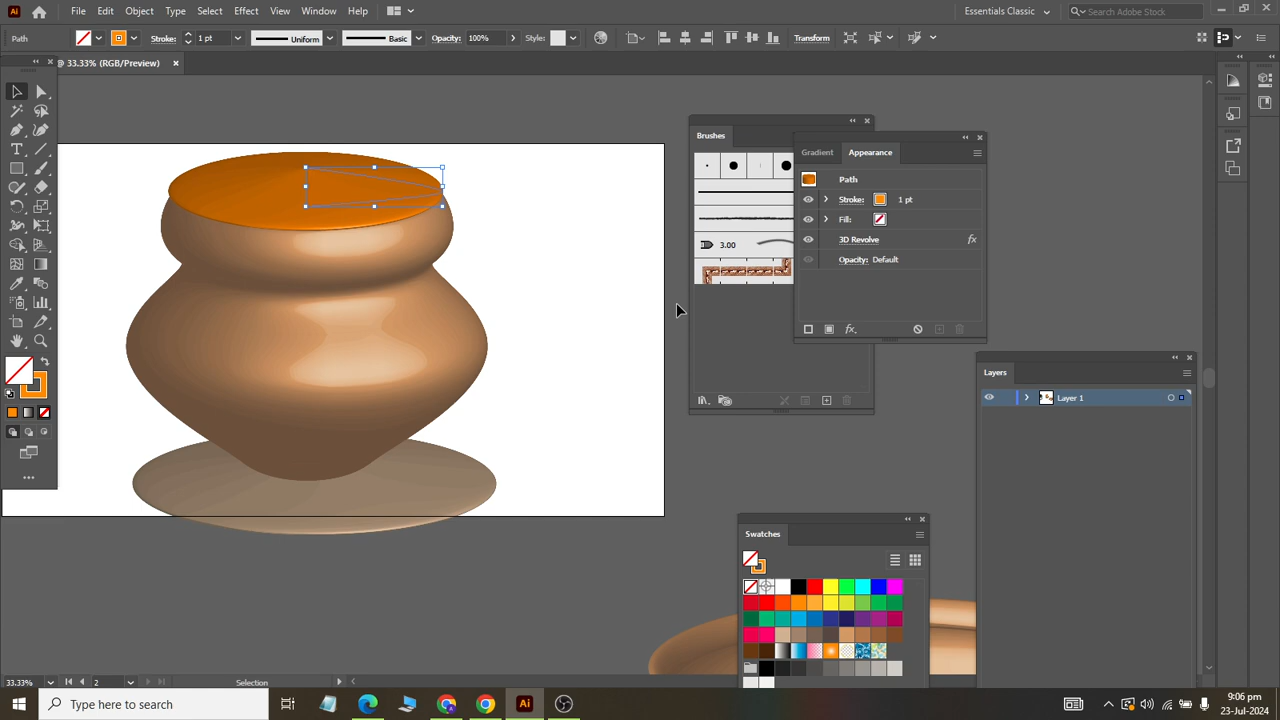 Ai File Edit Object Type Select Effect View Window Help Essentials Classic Search Adobe Stock
Path Stroke: 1 pt Uniform Basic Opacity: 100% Style: Transform
@ 33.33% (RGB/Preview)
Brushes
3.00
Gradient Appearance
Path
Stroke: 1 pt
Fill:
3D Revolve fx
Opacity: Default
fx.
Layers
Layer 1
Swatches
33.33% 2 Selection
Type here to search
Ai
9:06 pm
23-Jul-2024